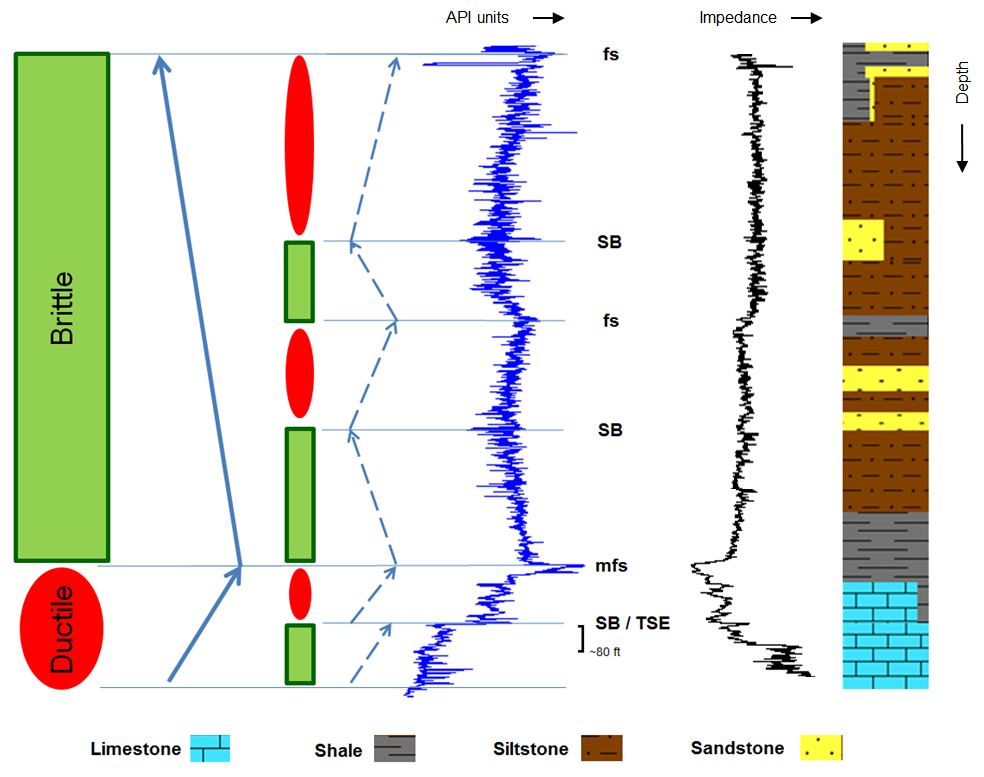 API units
Impedance
Depth
fs
SB
fs
SB
mfs
SB / TSE
~80 ft
Brittle
Ductile
Limestone
Shale
Siltstone
Sandstone